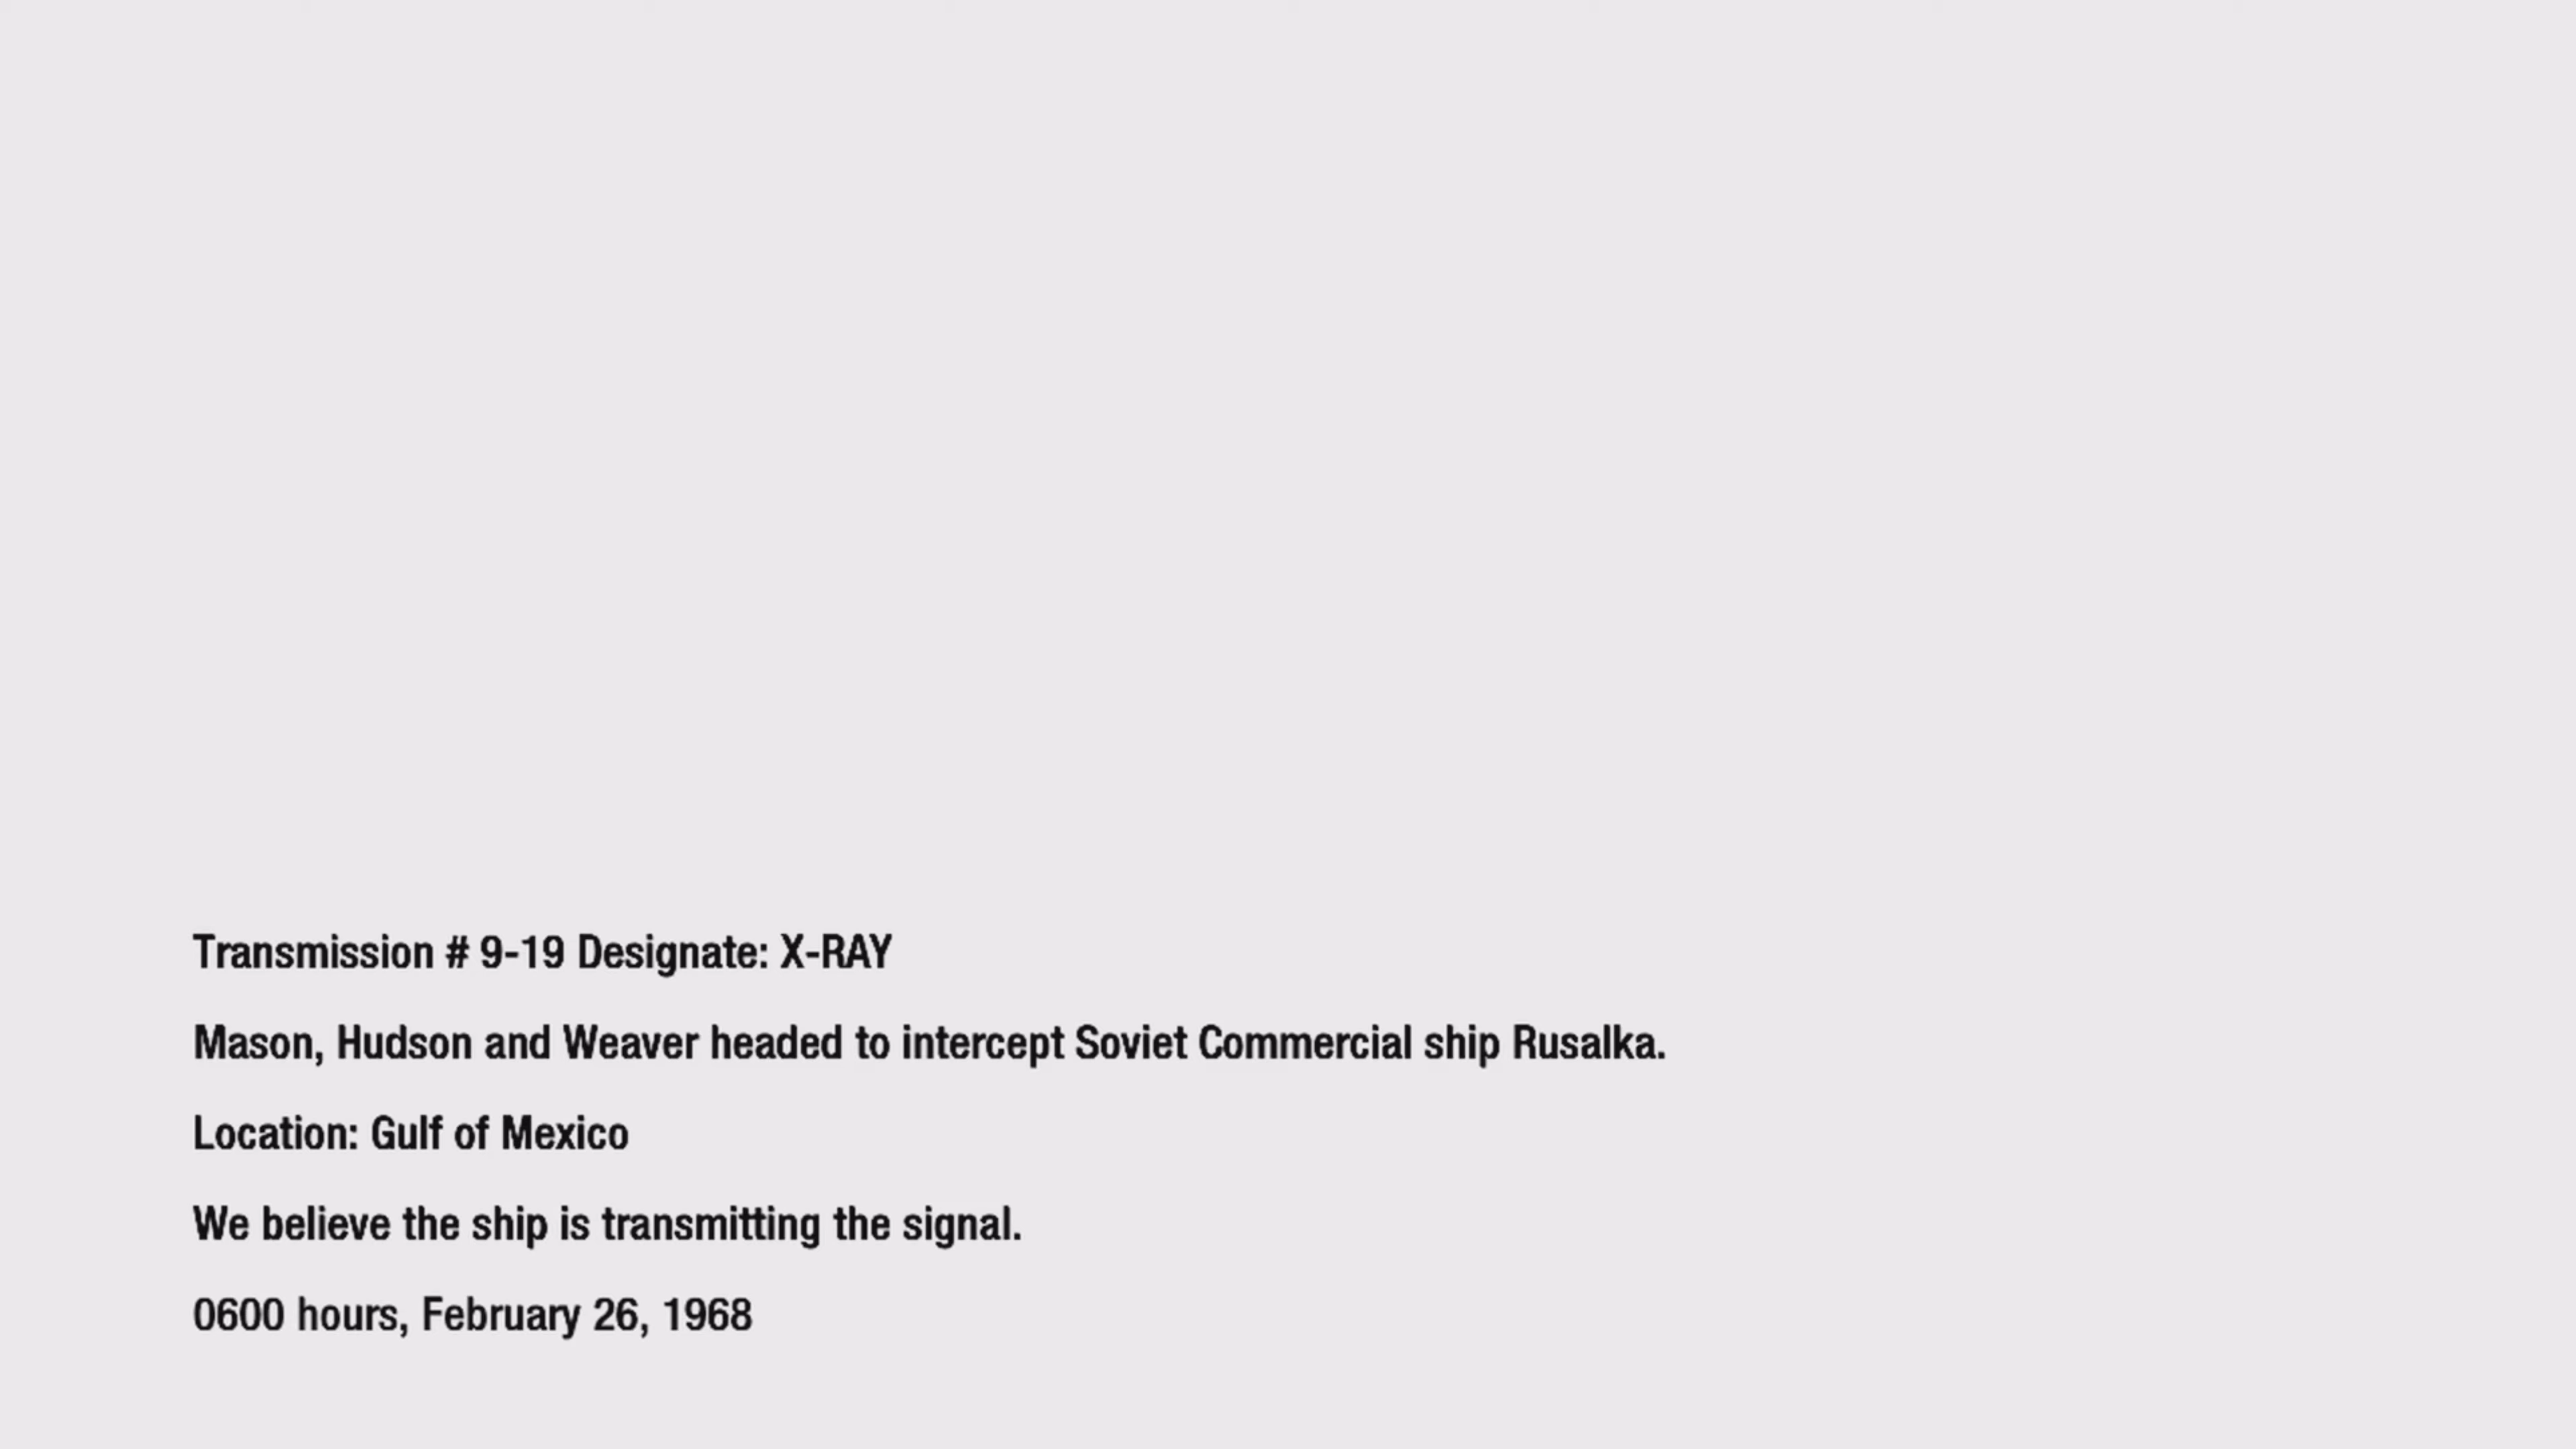 Transmission # 9-19 Designate: X-RAY
Mason, Hudson and Weaver headed to intercept Soviet Commercial ship Rusalka.
Location: Gulf of Mexico
We believe the ship is transmitting the signal.
0600 hours, February 26, 1968